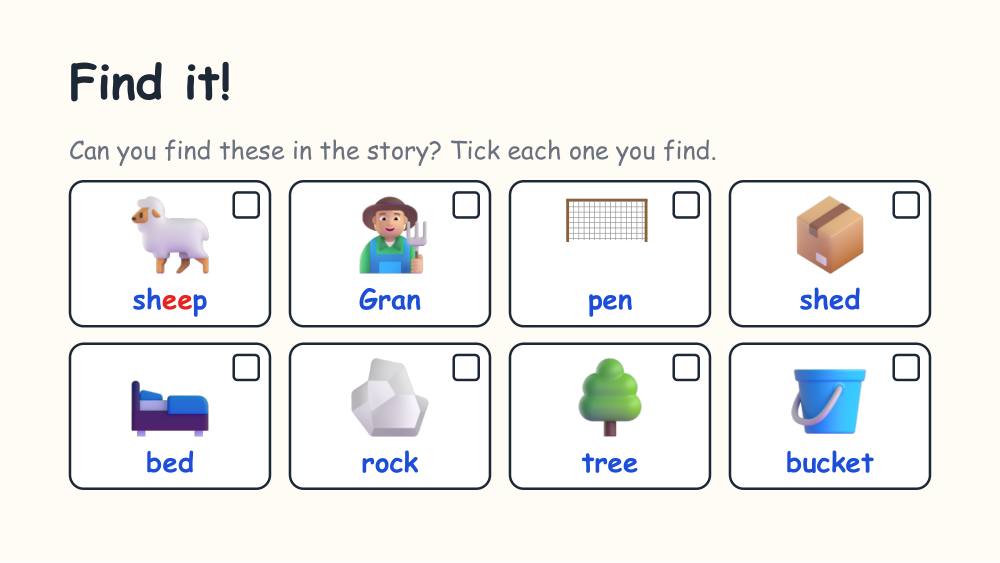 Find it!
Can you find these in the story? Tick each one you find.
sheep
Gran
pen
shed
bed
rock
tree
bucket